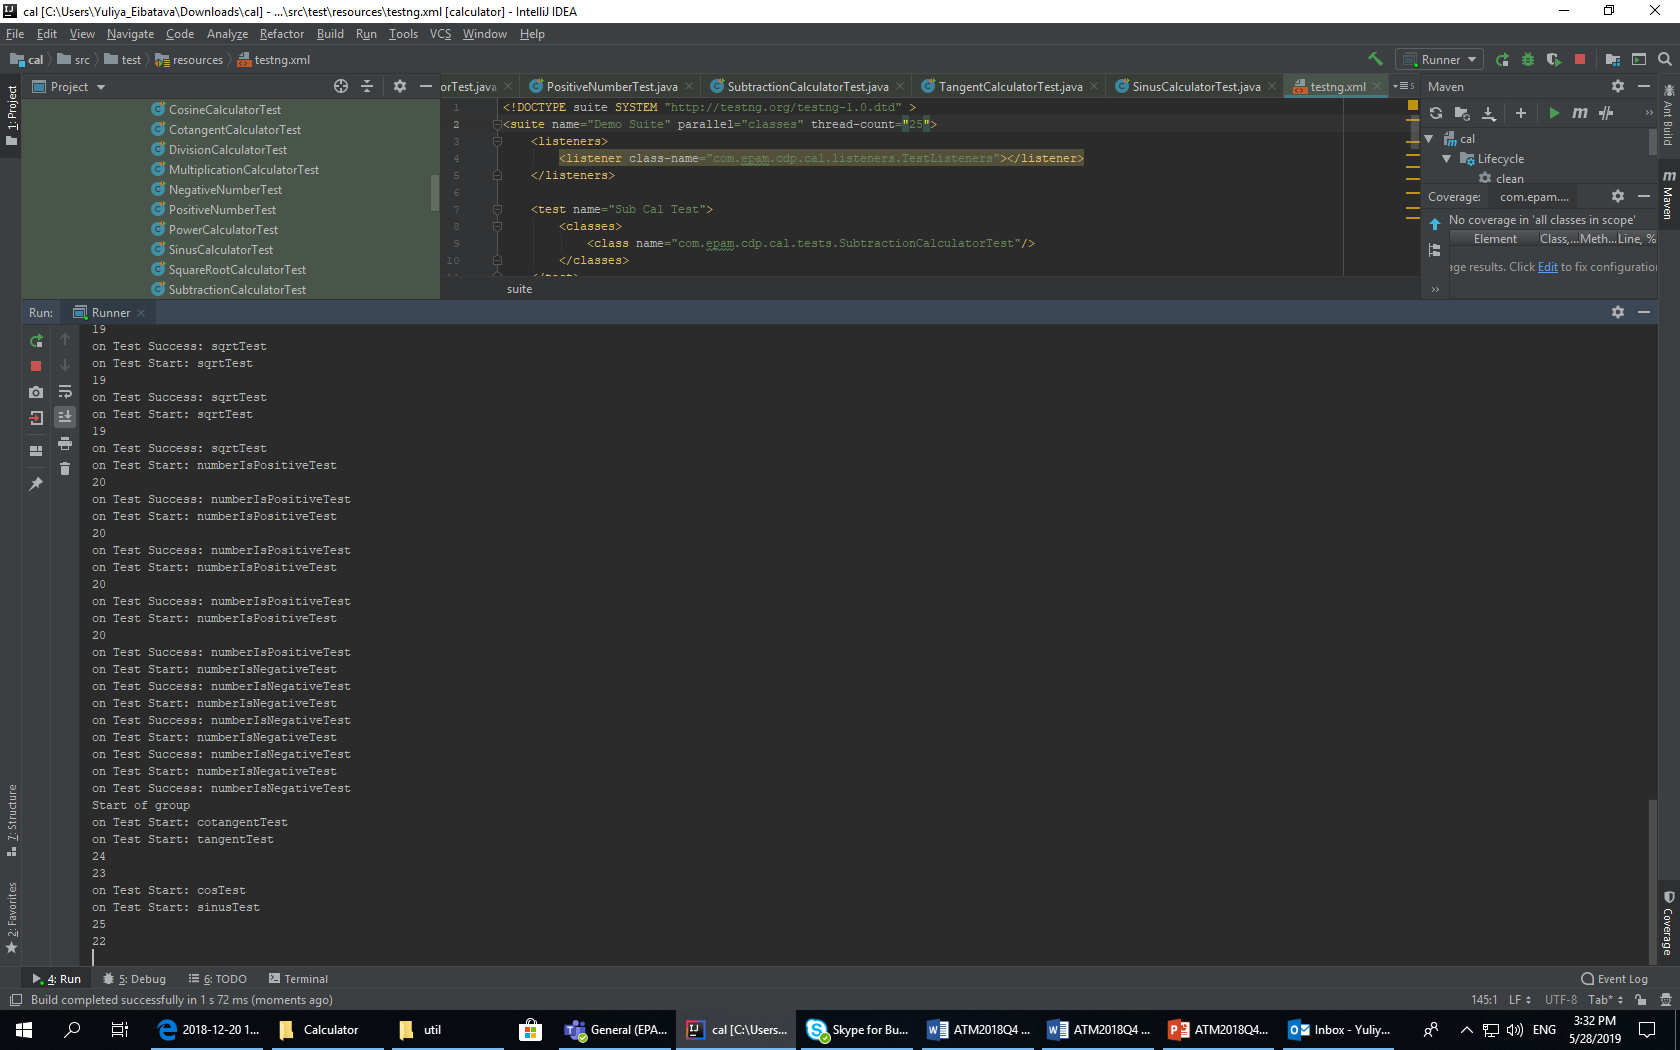 cal [C:\Users\Yuliya_Eibatava\Downloads\cal] - ...\src\test\resources\testng.xml [calculator] - IntelliJ IDEA
File Edit View Navigate Code Analyze Refactor Build Run Tools VCS Window Help
cal src test resources testng.xml
Runner
Project
orTest.java PositiveNumberTest.java SubtractionCalculatorTest.java TangentCalculatorTest.java SinusCalculatorTest.java testng.xml
1: Project
CosineCalculatorTest
CotangentCalculatorTest
DivisionCalculatorTest
MultiplicationCalculatorTest
NegativeNumberTest
PositiveNumberTest
PowerCalculatorTest
SinusCalculatorTest
SquareRootCalculatorTest
SubtractionCalculatorTest
1 <!DOCTYPE suite SYSTEM "http://testng.org/testng-1.0.dtd" >
2 <suite name="Demo Suite" parallel="classes" thread-count="25">
3 <listeners>
4 <listener class-name="com.epam.cdp.cal.listeners.TestListeners"></listener>
5 </listeners>
6
7 <test name="Sub Cal Test">
8 <classes>
9 <class name="com.epam.cdp.cal.tests.SubtractionCalculatorTest"/>
10 </classes>
suite
Maven
cal
Lifecycle
clean
Coverage: com.epam....
No coverage in 'all classes in scope'
Element Class,... Meth... Line, %
age results. Click Edit to fix configuration
Ant Build
Maven
Coverage
Run: Runner
19
on Test Success: sqrtTest
on Test Start: sqrtTest
19
on Test Success: sqrtTest
on Test Start: sqrtTest
19
on Test Success: sqrtTest
on Test Start: numberIsPositiveTest
20
on Test Success: numberIsPositiveTest
on Test Start: numberIsPositiveTest
20
on Test Success: numberIsPositiveTest
on Test Start: numberIsPositiveTest
20
on Test Success: numberIsPositiveTest
on Test Start: numberIsPositiveTest
20
on Test Success: numberIsPositiveTest
on Test Start: numberIsNegativeTest
on Test Success: numberIsNegativeTest
on Test Start: numberIsNegativeTest
on Test Success: numberIsNegativeTest
on Test Start: numberIsNegativeTest
on Test Success: numberIsNegativeTest
on Test Start: numberIsNegativeTest
on Test Success: numberIsNegativeTest
Start of group
on Test Start: cotangentTest
on Test Start: tangentTest
24
23
on Test Start: cosTest
on Test Start: sinusTest
25
22
7: Structure
2: Favorites
4: Run 5: Debug 6: TODO Terminal Event Log
Build completed successfully in 1 s 72 ms (moments ago) 145:1 LF UTF-8 Tab*
2018-12-20 1... Calculator util General (EPA... cal [C:\Users... Skype for Bu... ATM2018Q4 ... ATM2018Q4 ... ATM2018Q4... Inbox - Yuliy... ENG
3:32 PM
5/28/2019